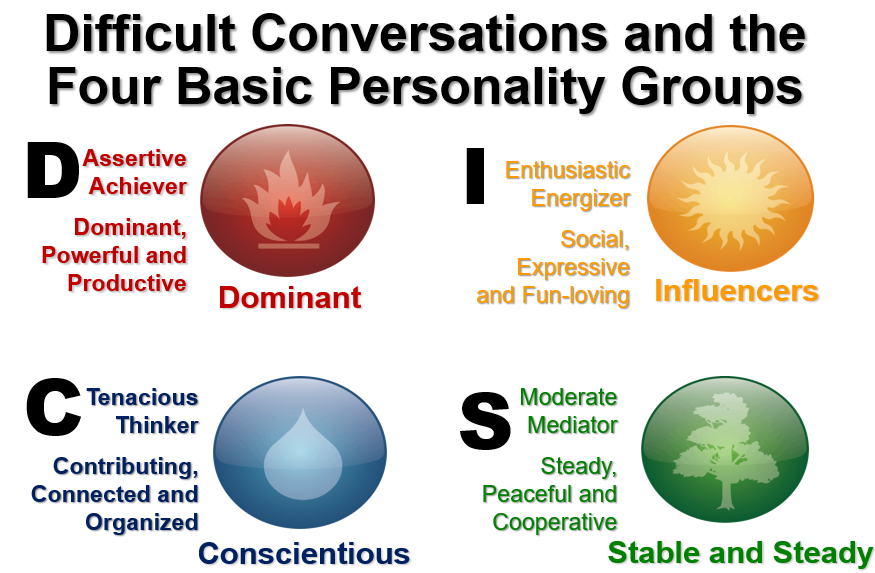 Difficult Conversations and the
Four Basic Personality Groups
D
Assertive
Achiever
Dominant,
Powerful and
Productive
Dominant
I
Enthusiastic
Energizer
Social,
Expressive
and Fun-loving
Influencers
C
Tenacious
Thinker
Contributing,
Connected and
Organized
Conscientious
S
Moderate
Mediator
Steady,
Peaceful and
Cooperative
Stable and Steady